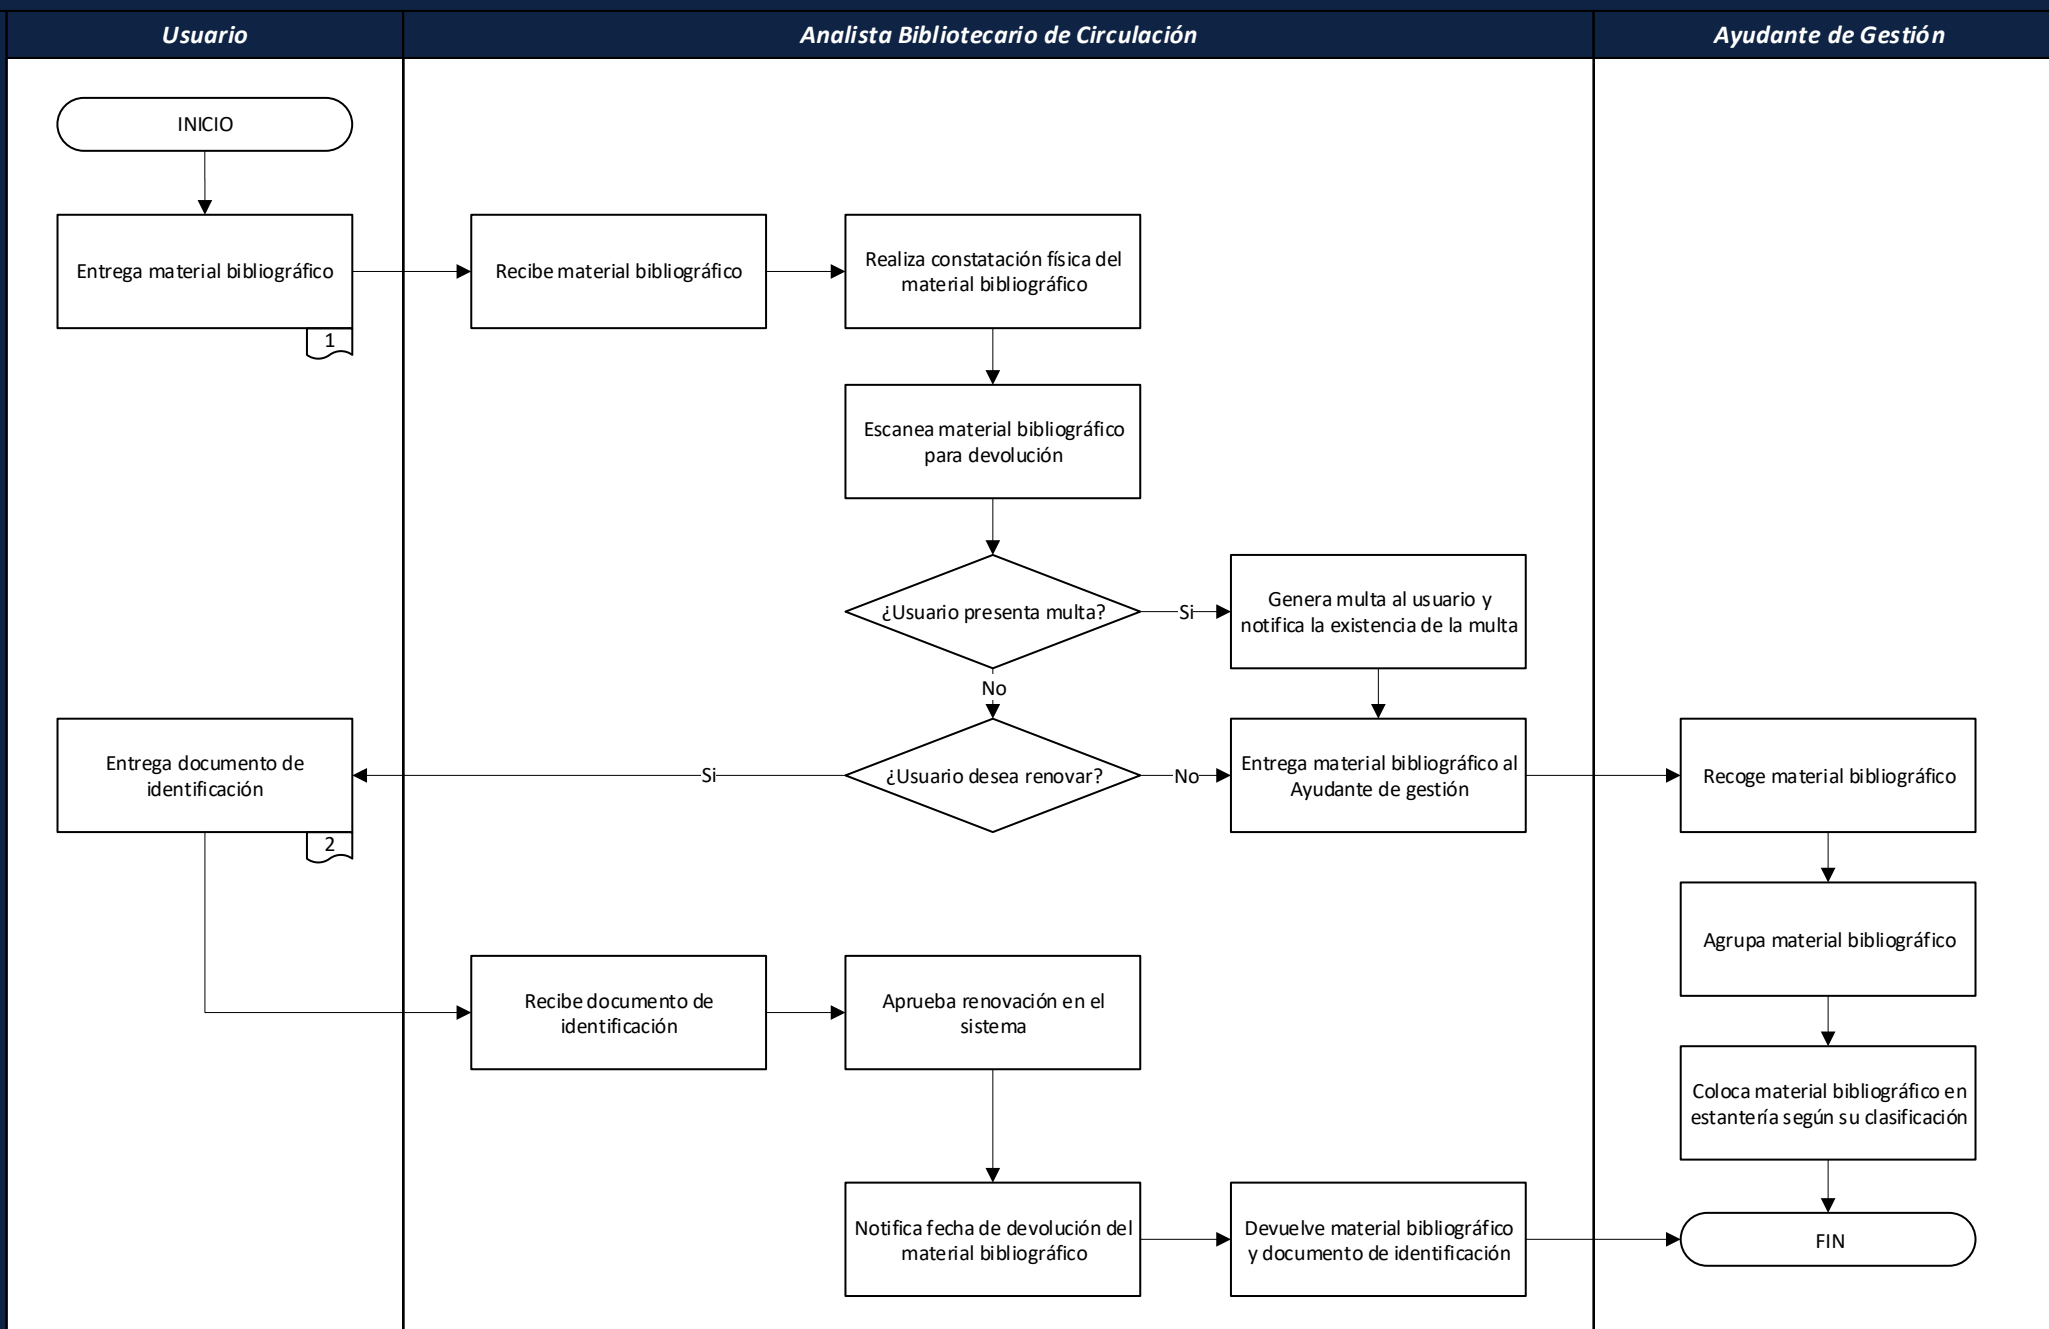 Usuario
Analista Bibliotecario de Circulación
Ayudante de Gestión
INICIO
Entrega material bibliográfico
1
Recibe material bibliográfico
Realiza constatación física del
material bibliográfico
Escanea material bibliográfico
para devolución
¿Usuario presenta multa?
Si
Genera multa al usuario y
notifica la existencia de la multa
No
Entrega documento de
identificación
2
Si
¿Usuario desea renovar?
No
Entrega material bibliográfico al
Ayudante de gestión
Recoge material bibliográfico
Agrupa material bibliográfico
Recibe documento de
identificación
Aprueba renovación en el
sistema
Coloca material bibliográfico en
estantería según su clasificación
Notifica fecha de devolución del
material bibliográfico
Devuelve material bibliográfico
y documento de identificación
FIN